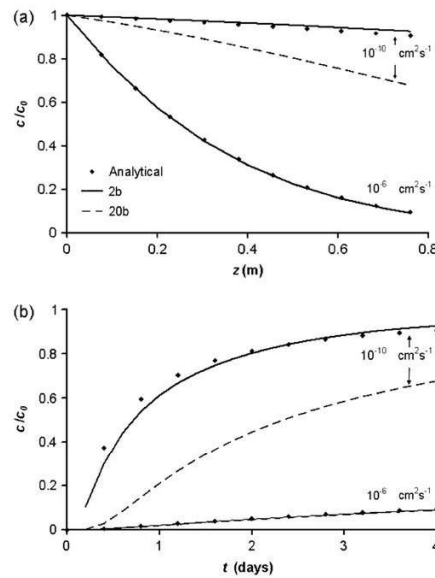 (a)
1
0.8
0.6
0.4
0.2
0
c/c₀
10⁻¹⁰ cm²s⁻¹
Analytical
2b
20b
10⁻⁶ cm²s⁻¹
0 0.2 0.4 0.6 0.8
z (m)
(b)
1
0.8
0.6
0.4
0.2
0
c/c₀
10⁻¹⁰ cm²s⁻¹
10⁻⁶ cm²s⁻¹
0 1 2 3 4
t (days)